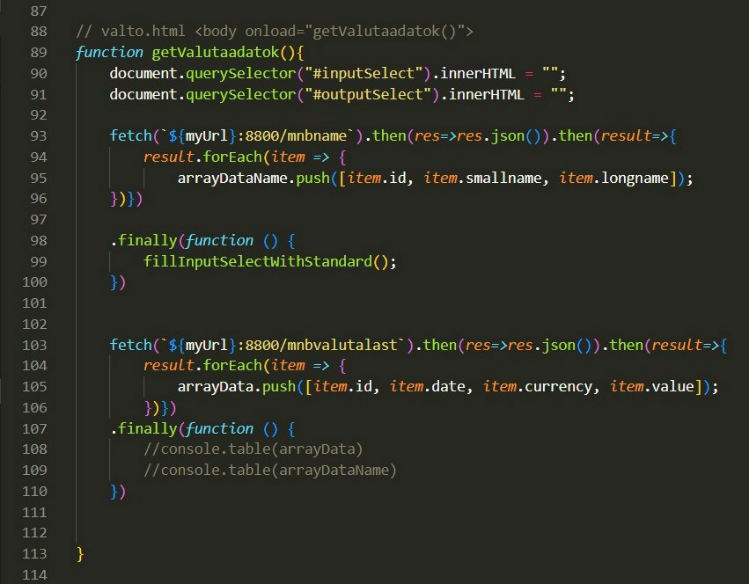 87
88 // valto.html <body onload="getValutaadatok()">
89 function getValutaadatok(){
90 document.querySelector("#inputSelect").innerHTML = "";
91 document.querySelector("#outputSelect").innerHTML = "";
92
93 fetch(`${myUrl}:8800/mnbname`).then(res=>res.json()).then(result=>{
94 result.forEach(item => {
95 arrayDataName.push([item.id, item.smallname, item.longname]);
96 })})
97
98 .finally(function () {
99 fillInputSelectWithStandard();
100 })
101
102
103 fetch(`${myUrl}:8800/mnbvalutalast`).then(res=>res.json()).then(result=>{
104 result.forEach(item => {
105 arrayData.push([item.id, item.date, item.currency, item.value]);
106 })})
107 .finally(function () {
108 //console.table(arrayData)
109 //console.table(arrayDataName)
110 })
111
112
113 }
114